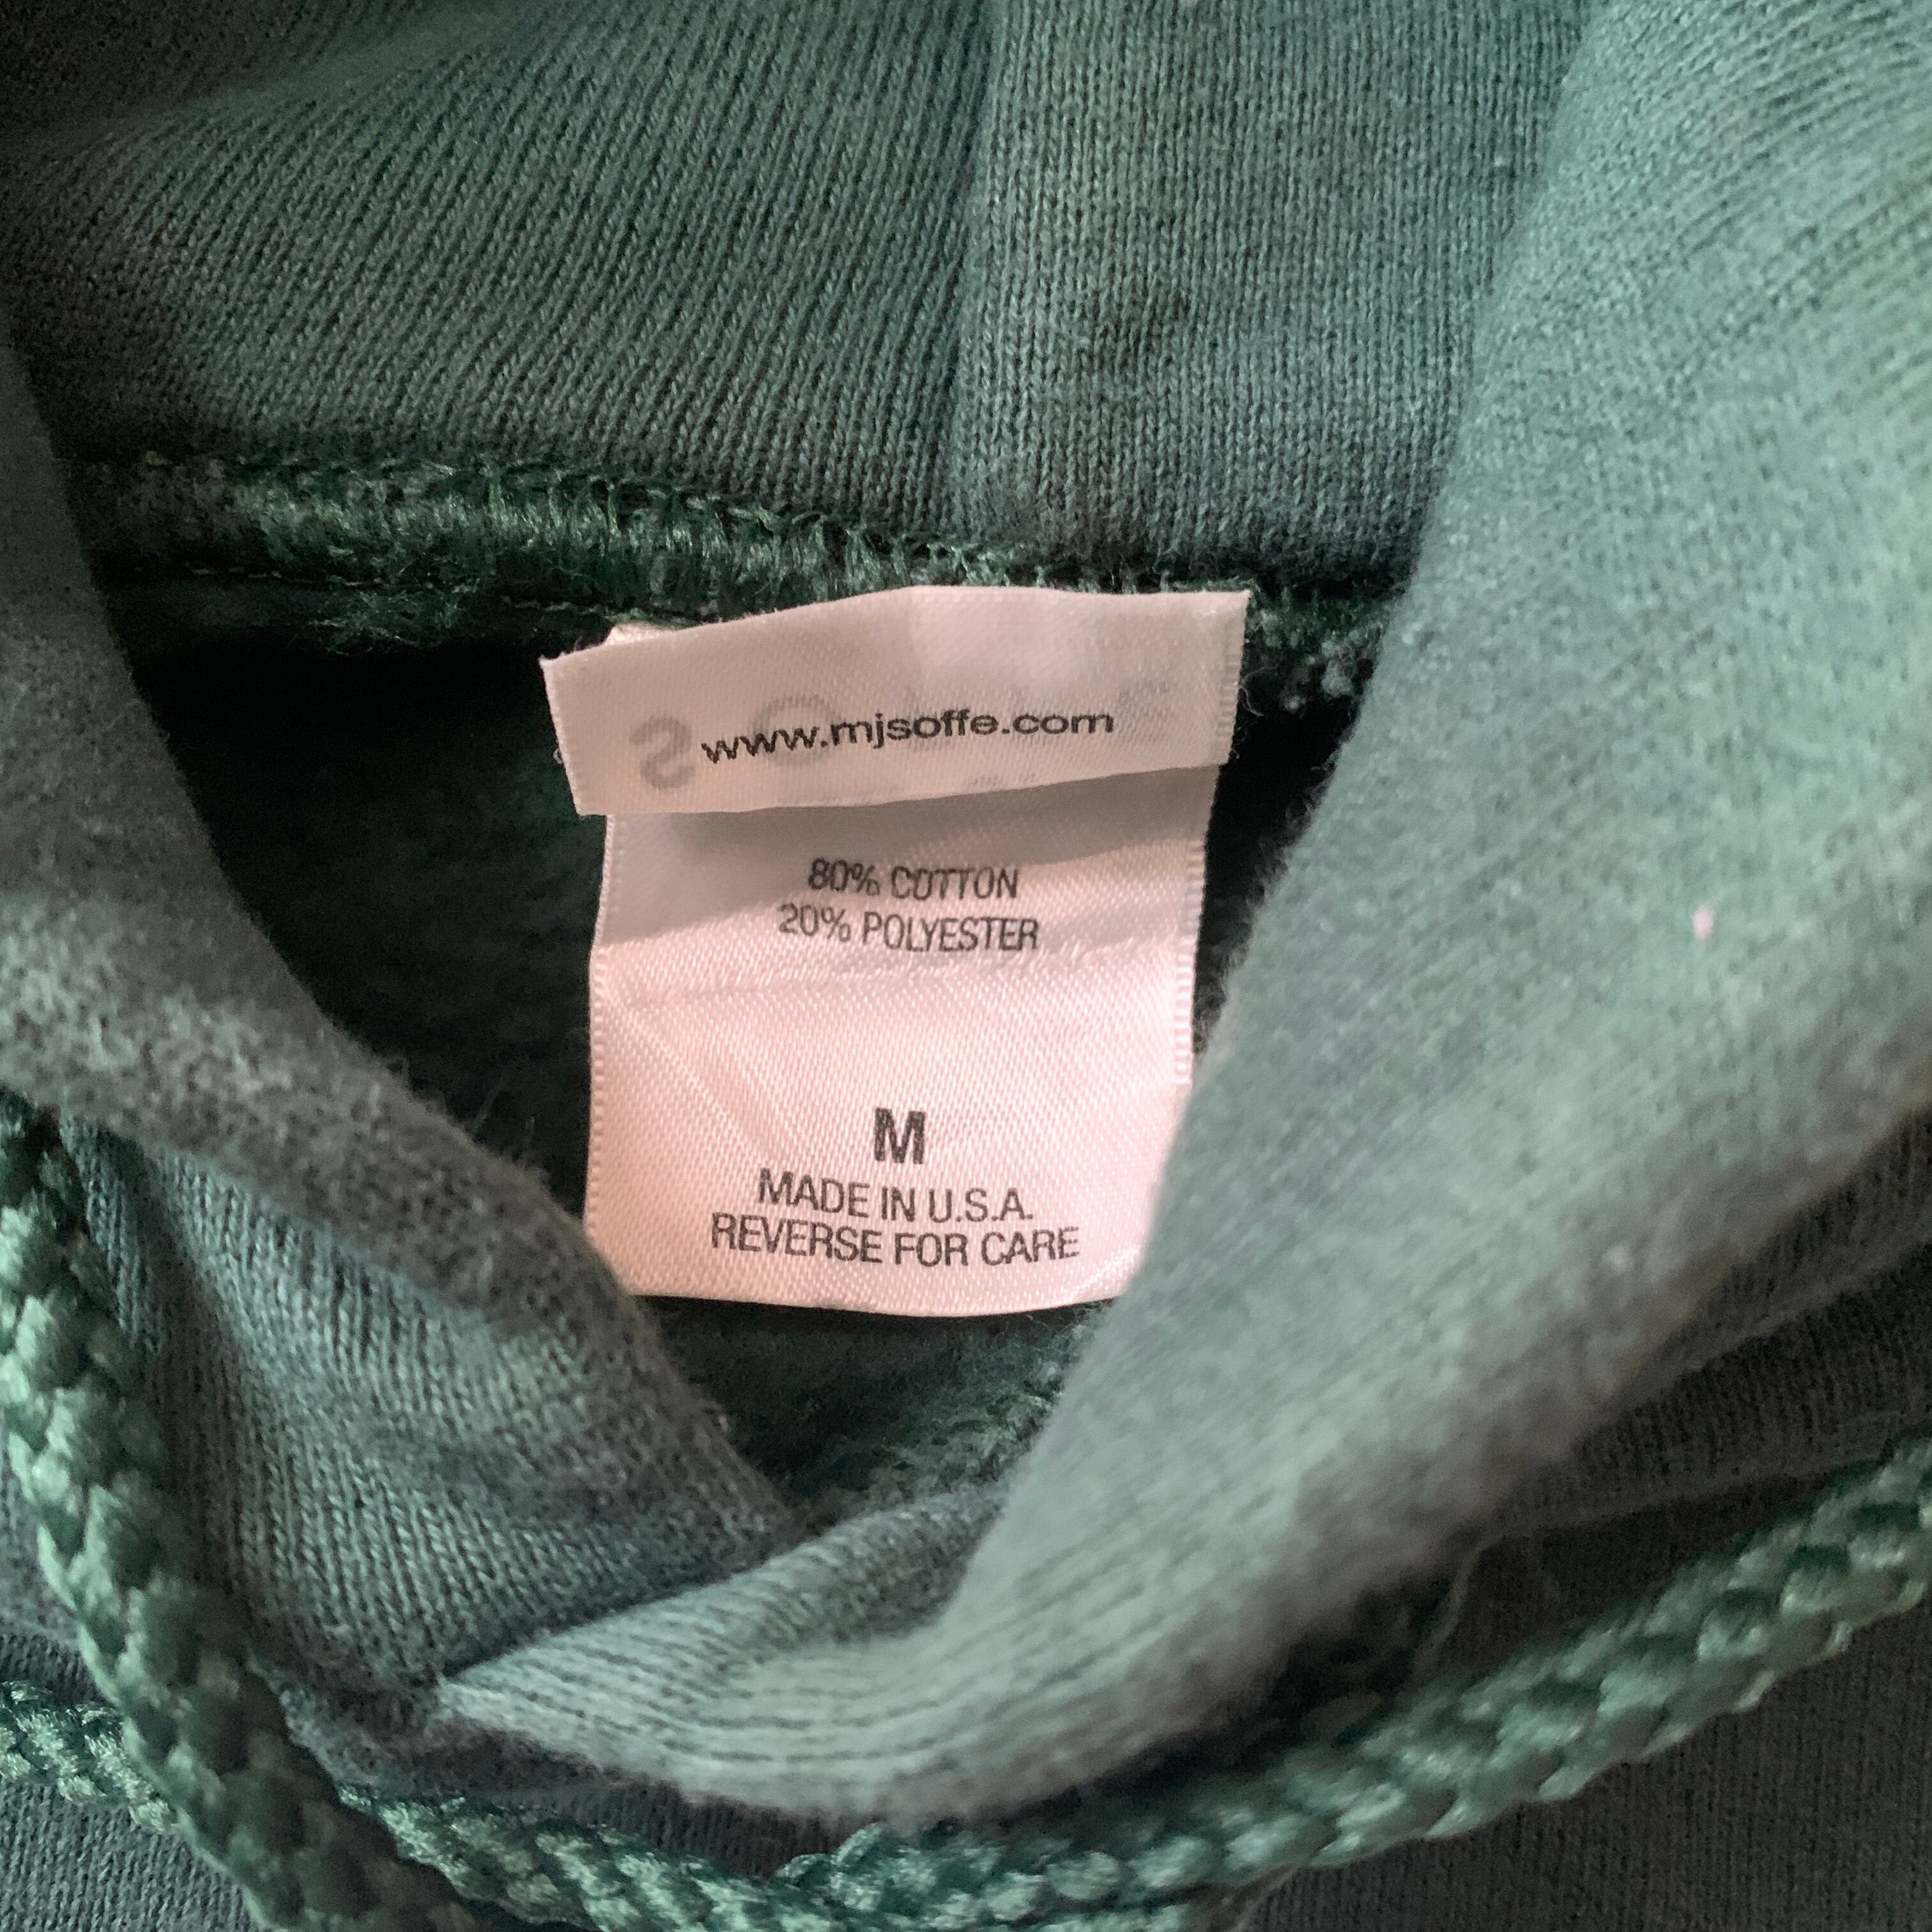 www.mjsoffe.com
80% COTTON
20% POLYESTER
M
MADE IN U.S.A.
REVERSE FOR CARE